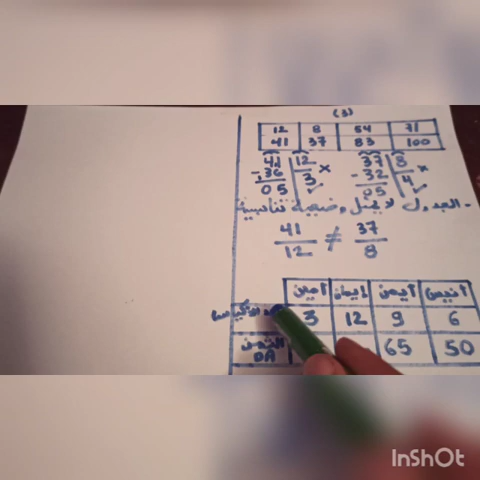 (3)
12 8 54 71
41 37 83 100
41 12 37 8
- 36 3 × - 32 4 ×
05 05
- الجدول لا يمثل وضعية تناسبية
41/12 ≠ 37/8
أمين إيمان أيمن أنيس
3 12 9 6
الثمن DA 65 50
InShOt